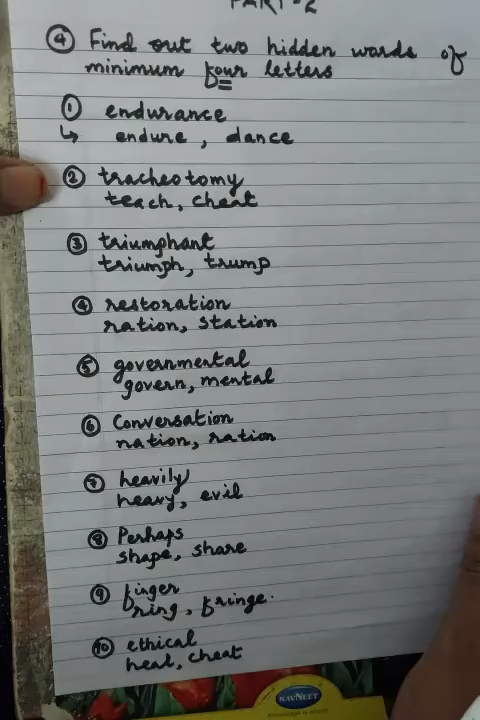 PART-2
④ Find out two hidden words of
minimum four letters
① endurance
↳ endure, dance
② tracheotomy
teach, cheat
③ triumphant
triumph, trump
④ restoration
ration, station
⑤ governmental
govern, mental
⑥ Conversation
nation, ration
⑦ heavily
heavy, evil
⑧ Perhaps
shape, share
⑨ finger
ring, fringe.
⑩ ethical
heal, cheat
NAVNEET